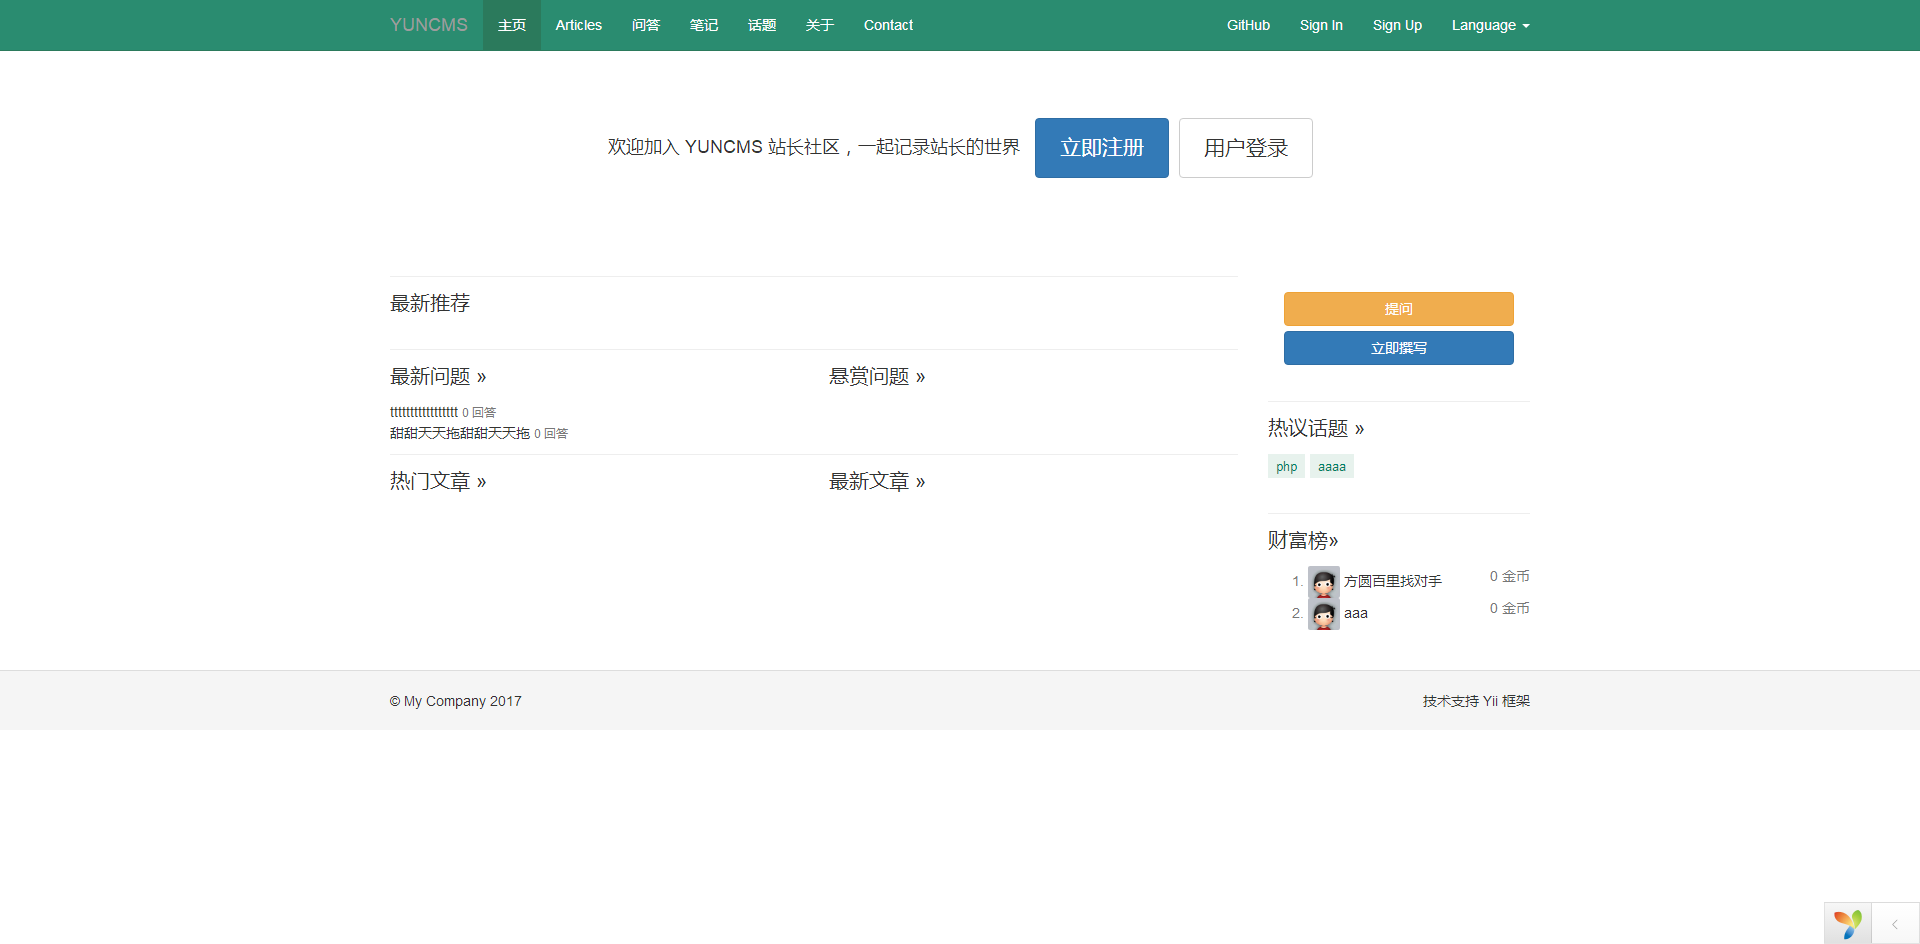 YUNCMS 主页 Articles 问答 笔记 话题 关于 Contact GitHub Sign In Sign Up Language
欢迎加入 YUNCMS 站长社区，一起记录站长的世界 立即注册 用户登录
最新推荐
提问
立即撰写
最新问题 » 悬赏问题 »
ttttttttttttttttt 0 回答
甜甜天天拖甜甜天天拖 0 回答
热门文章 » 最新文章 »
热议话题 »
php aaaa
财富榜»
1. 方圆百里找对手 0 金币
2. aaa 0 金币
© My Company 2017 技术支持 Yii 框架